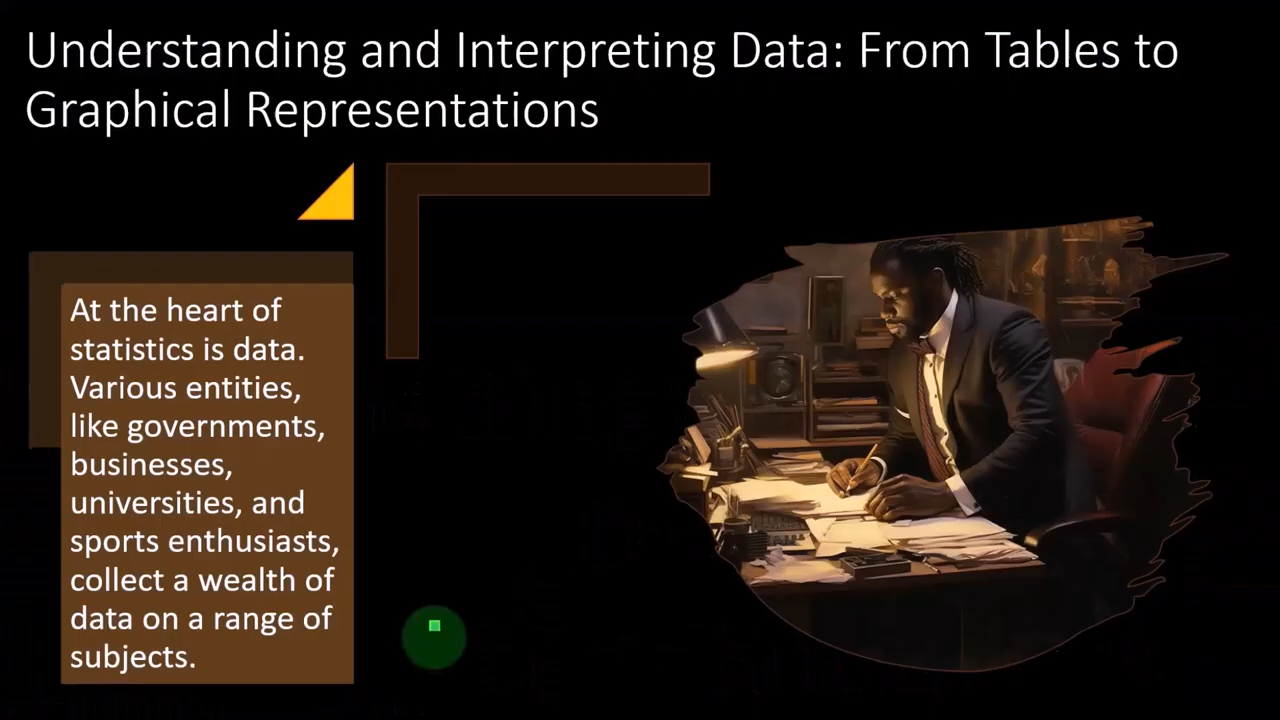 Understanding and Interpreting Data: From Tables to
Graphical Representations
At the heart of
statistics is data.
Various entities,
like governments,
businesses,
universities, and
sports enthusiasts,
collect a wealth of
data on a range of
subjects.